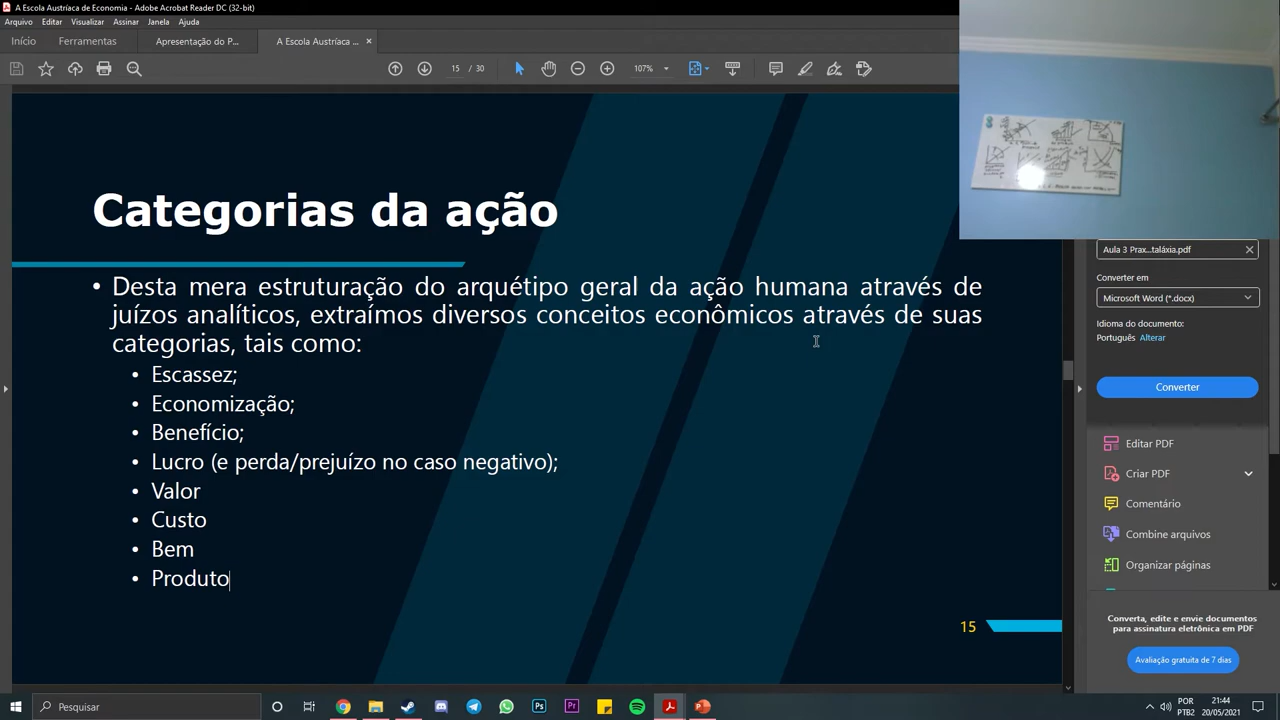 A Escola Austríaca de Economia - Adobe Acrobat Reader DC (32-bit)
Arquivo Editar Visualizar Assinar Janela Ajuda
Início Ferramentas Apresentação do P... A Escola Austríaca ... ×
15 / 30 107%
Aula 3 Prax...taláxia.pdf
Converter em
Microsoft Word (*.docx)
Idioma do documento:
Português Alterar
Converter
Editar PDF
Criar PDF
Comentário
Combine arquivos
Organizar páginas
Converta, edite e envie documentos
para assinatura eletrônica em PDF
Avaliação gratuita de 7 dias
Categorias da ação
• Desta mera estruturação do arquétipo geral da ação humana através de
juízos analíticos, extraímos diversos conceitos econômicos através de suas
categorias, tais como:
• Escassez;
• Economização;
• Benefício;
• Lucro (e perda/prejuízo no caso negativo);
• Valor
• Custo
• Bem
• Produto
15
Pesquisar
POR
PTB2
21:44
20/05/2021